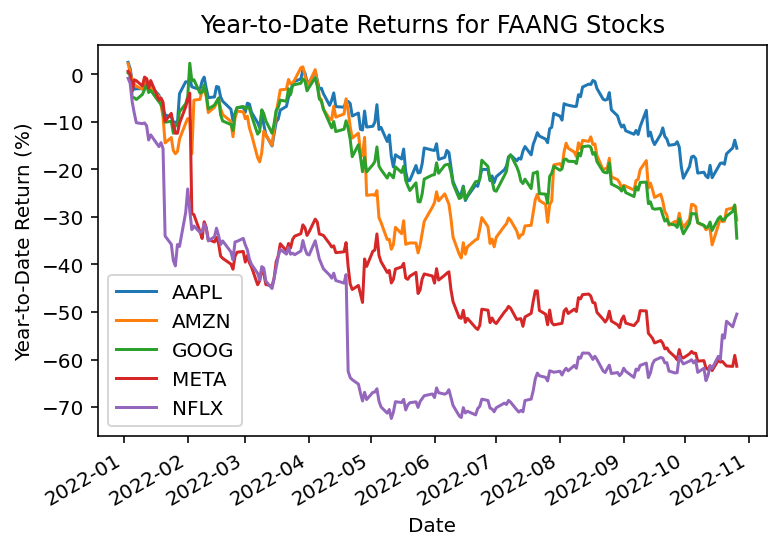 Year-to-Date Returns for FAANG Stocks
Year-to-Date Return (%)
0
−10
−20
−30
−40
−50
−60
−70
AAPL
AMZN
GOOG
META
NFLX
2022-01
2022-02
2022-03
2022-04
2022-05
2022-06
2022-07
2022-08
2022-09
2022-10
2022-11
Date